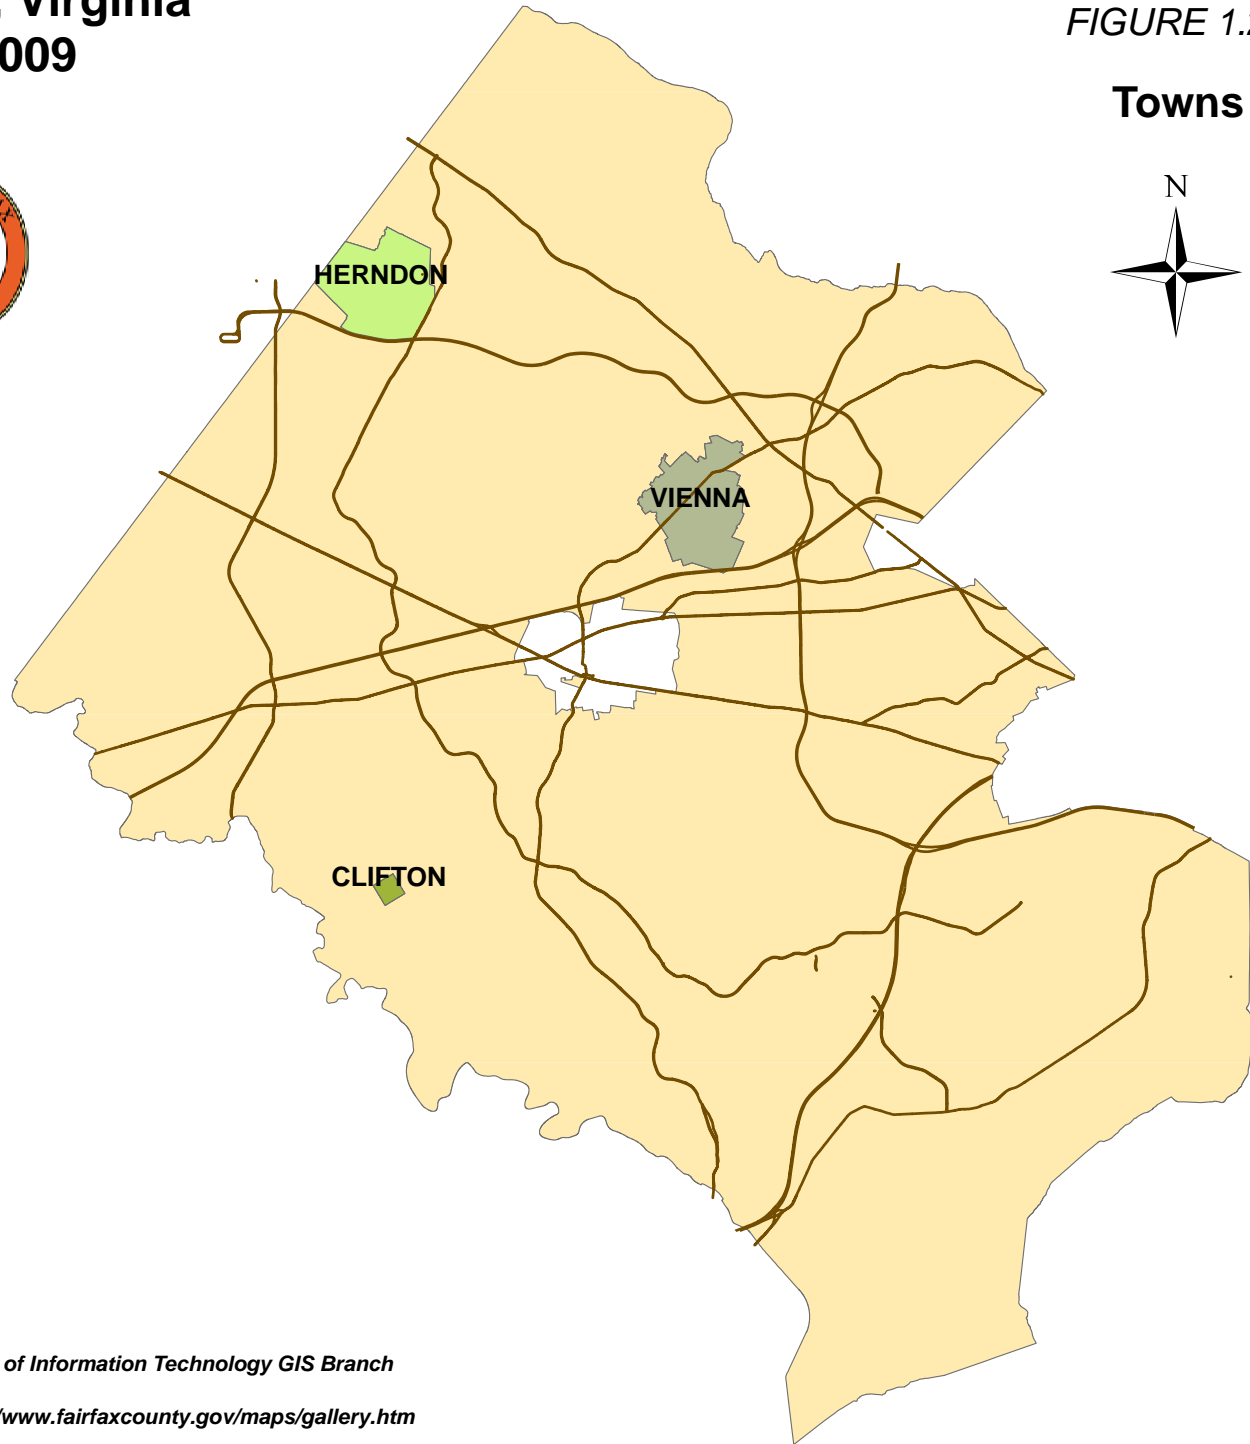 , Virginia
009
FIGURE 1.2
Towns
N
HERNDON
VIENNA
CLIFTON
of Information Technology GIS Branch
/www.fairfaxcounty.gov/maps/gallery.htm